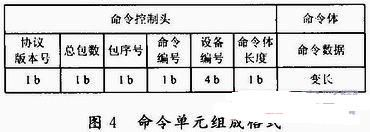 命令控制头 命令体
协议版本号 总包数 包序号 命令编号 设备编号 命令体长度 命令数据
1b 1b 1b 1b 4b 1b 变长
图4 命令单元组成格式